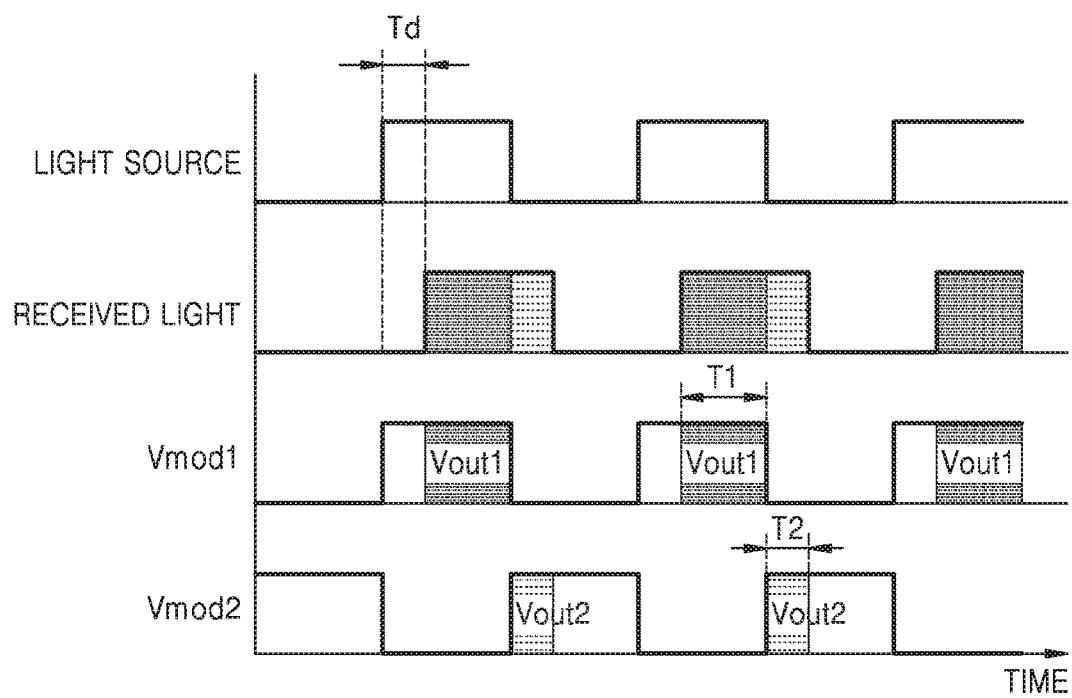 Td
LIGHT SOURCE
RECEIVED LIGHT
T1
Vmod1
Vout1 Vout1 Vout1
T2
Vmod2
Vout2 Vout2
TIME